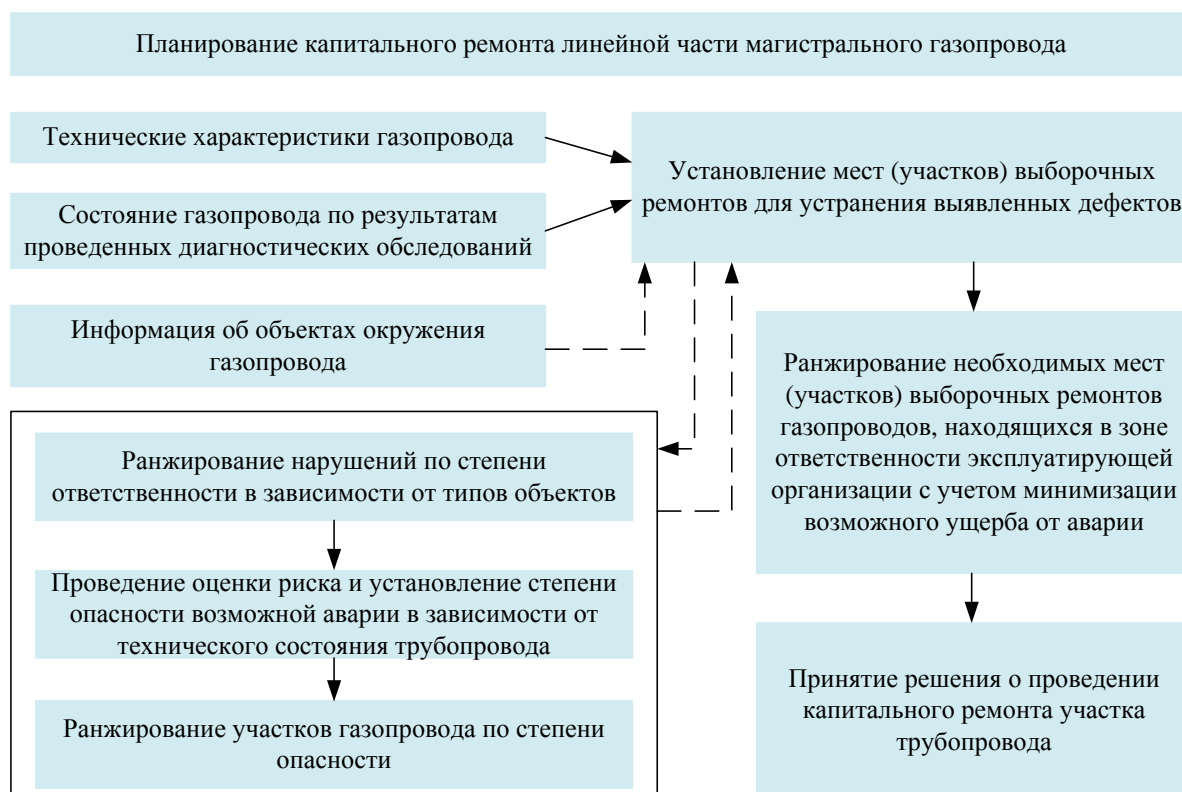 Планирование капитального ремонта линейной части магистрального газопровода
Технические характеристики газопровода
Состояние газопровода по результатам
проведенных диагностических обследований
Информация об объектах окружения
газопровода
Установление мест (участков) выборочных
ремонтов для устранения выявленных дефектов
Ранжирование нарушений по степени
ответственности в зависимости от типов объектов
Проведение оценки риска и установление степени
опасности возможной аварии в зависимости от
технического состояния трубопровода
Ранжирование участков газопровода по степени
опасности
Ранжирование необходимых мест
(участков) выборочных ремонтов
газопроводов, находящихся в зоне
ответственности эксплуатирующей
организации с учетом минимизации
возможного ущерба от аварии
Принятие решения о проведении
капитального ремонта участка
трубопровода